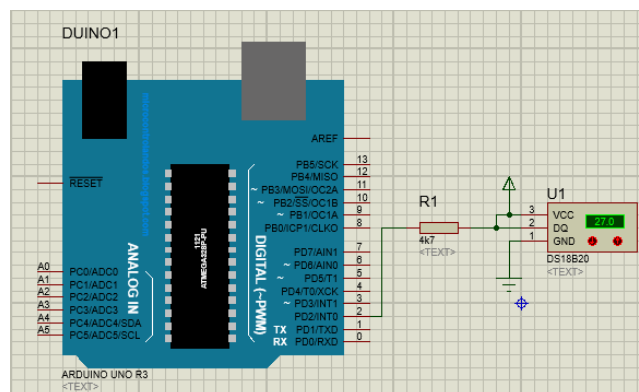 DUINO1
AREF
RESET
PB5/SCK 13
PB4/MISO 12
~ PB3/MOSI/OC2A 11
~ PB2/SS/OC1B 10
~ PB1/OC1A 9
PB0/ICP1/CLKO 8
1121
ATMEGA328P-PU
DIGITAL (~PWM)
ANALOG IN
PD7/AIN1 7
~ PD6/AIN0 6
~ PD5/T1 5
PD4/T0/XCK 4
~ PD3/INT1 3
PD2/INT0 2
TX PD1/TXD 1
RX PD0/RXD 0
A0 PC0/ADC0
A1 PC1/ADC1
A2 PC2/ADC2
A3 PC3/ADC3
A4 PC4/ADC4/SDA
A5 PC5/ADC5/SCL
ARDUINO UNO R3
<TEXT>
R1
4k7
<TEXT>
U1
3 VCC
2 DQ
1 GND
27.0
DS18B20
<TEXT>